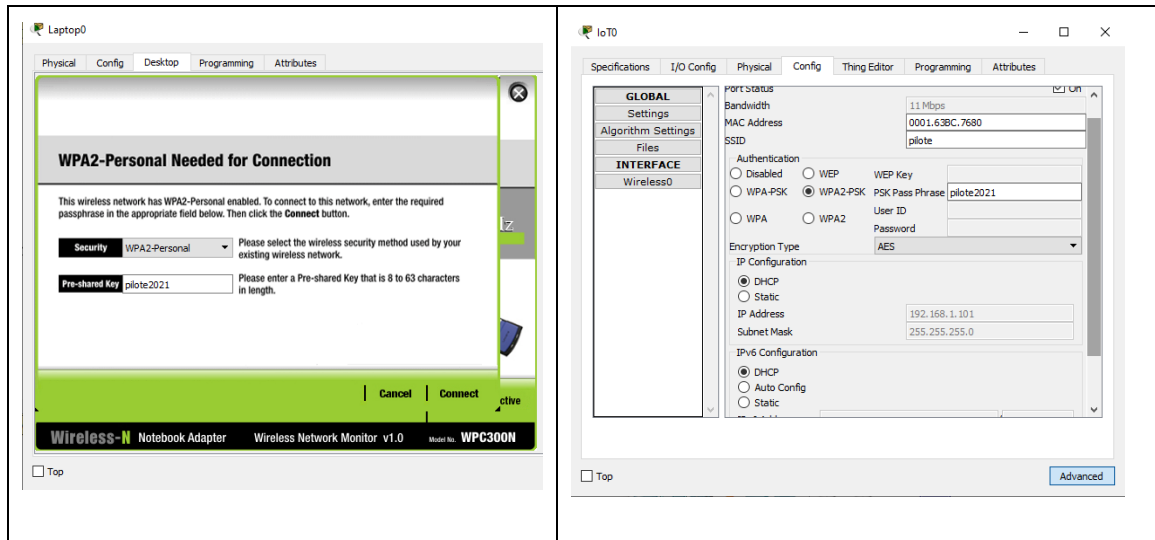 Laptop0
Physical Config Desktop Programming Attributes
WPA2-Personal Needed for Connection
This wireless network has WPA2-Personal enabled. To connect to this network, enter the required
passphrase in the appropriate field below. Then click the Connect button.
Security WPA2-Personal Please select the wireless security method used by your
existing wireless network.
Pre-shared Key pilote2021 Please enter a Pre-shared Key that is 8 to 63 characters
in length.
Cancel Connect
Wireless-N Notebook Adapter Wireless Network Monitor v1.0 Model No. WPC300N
Top
IoT0
Specifications I/O Config Physical Config Thing Editor Programming Attributes
GLOBAL
Settings
Algorithm Settings
Files
INTERFACE
Wireless0
Port Status On
Bandwidth 11 Mbps
MAC Address 0001.63BC.7680
SSID pilote
Authentication
Disabled WEP WEP Key
WPA-PSK WPA2-PSK PSK Pass Phrase pilote2021
WPA WPA2 User ID
Password
Encryption Type AES
IP Configuration
DHCP
Static
IP Address 192.168.1.101
Subnet Mask 255.255.255.0
IPv6 Configuration
DHCP
Auto Config
Static
Top Advanced